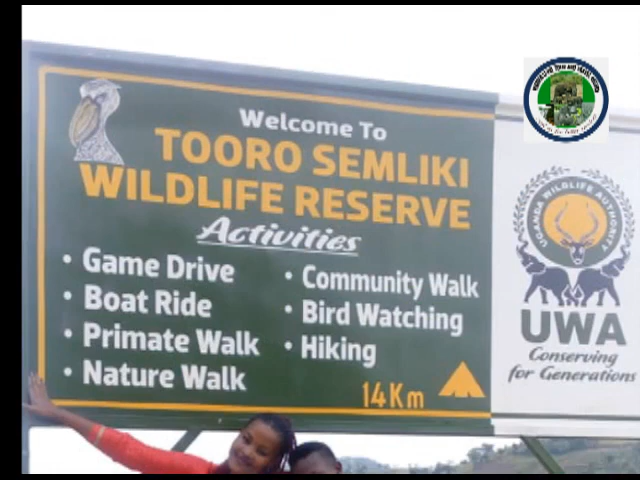 Welcome To
TOORO SEMLIKI
WILDLIFE RESERVE
Activities
• Game Drive
• Boat Ride
• Primate Walk
• Nature Walk
• Community Walk
• Bird Watching
• Hiking
14Km
UGANDA WILDLIFE AUTHORITY
UWA
Conserving
for Generations